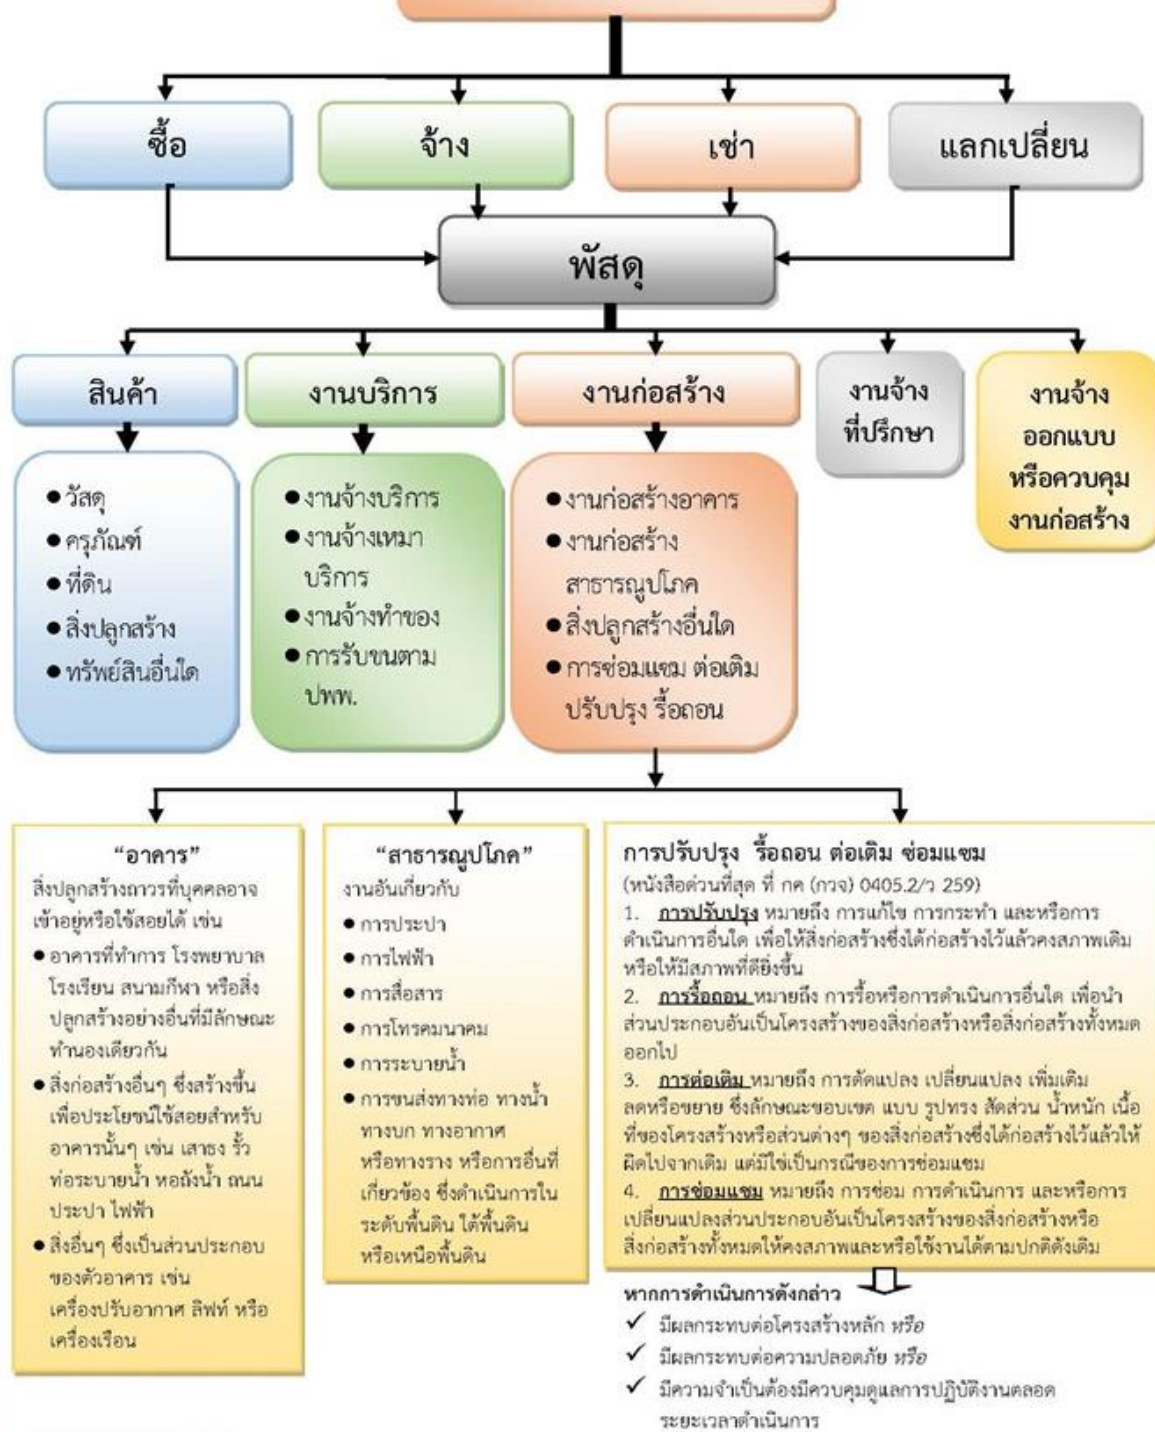 ซื้อ
จ้าง
เช่า
แลกเปลี่ยน
พัสดุ
สินค้า
งานบริการ
งานก่อสร้าง
งานจ้าง
ที่ปรึกษา
งานจ้าง
ออกแบบ
หรือควบคุม
งานก่อสร้าง
● วัสดุ
● ครุภัณฑ์
● ที่ดิน
● สิ่งปลูกสร้าง
● ทรัพย์สินอื่นใด
● งานจ้างบริการ
● งานจ้างเหมา
บริการ
● งานจ้างทำของ
● การรับขนตาม
ปพพ.
● งานก่อสร้างอาคาร
● งานก่อสร้าง
สาธารณูปโภค
● สิ่งปลูกสร้างอื่นใด
● การซ่อมแซม ต่อเติม
ปรับปรุง รื้อถอน
“อาคาร”
สิ่งปลูกสร้างถาวรที่บุคคลอาจ
เข้าอยู่หรือใช้สอยได้ เช่น
● อาคารที่ทำการ โรงพยาบาล
โรงเรียน สนามกีฬา หรือสิ่ง
ปลูกสร้างอย่างอื่นที่มีลักษณะ
ทำนองเดียวกัน
● สิ่งก่อสร้างอื่นๆ ซึ่งสร้างขึ้น
เพื่อประโยชน์ใช้สอยสำหรับ
อาคารนั้นๆ เช่น เสาธง รั้ว
ท่อระบายน้ำ หอถังน้ำ ถนน
ประปา ไฟฟ้า
● สิ่งอื่นๆ ซึ่งเป็นส่วนประกอบ
ของตัวอาคาร เช่น
เครื่องปรับอากาศ ลิฟท์ หรือ
เครื่องเรือน
“สาธารณูปโภค”
งานอันเกี่ยวกับ
● การประปา
● การไฟฟ้า
● การสื่อสาร
● การโทรคมนาคม
● การระบายน้ำ
● การขนส่งทางท่อ ทางน้ำ
ทางบก ทางอากาศ
หรือทางราง หรือการอื่นที่
เกี่ยวข้อง ซึ่งดำเนินการใน
ระดับพื้นดิน ใต้พื้นดิน
หรือเหนือพื้นดิน
การปรับปรุง รื้อถอน ต่อเติม ซ่อมแซม
(หนังสือด่วนที่สุด ที่ กค (กวจ) 0405.2/ว 259)
1. การปรับปรุง หมายถึง การแก้ไข การกระทำ และหรือการ
ดำเนินการอื่นใด เพื่อให้สิ่งก่อสร้างซึ่งได้ก่อสร้างไว้แล้วคงสภาพเดิม
หรือให้มีสภาพที่ดียิ่งขึ้น
2. การรื้อถอน หมายถึง การรื้อหรือการดำเนินการอื่นใด เพื่อนำ
ส่วนประกอบอันเป็นโครงสร้างของสิ่งก่อสร้างหรือสิ่งก่อสร้างทั้งหมด
ออกไป
3. การต่อเติม หมายถึง การดัดแปลง เปลี่ยนแปลง เพิ่มเติม
ลดหรือขยาย ซึ่งลักษณะขอบเขต แบบ รูปทรง สัดส่วน น้ำหนัก เนื้อ
ที่ของโครงสร้างหรือส่วนต่างๆ ของสิ่งก่อสร้างซึ่งได้ก่อสร้างไว้แล้วให้
ผิดไปจากเดิม แต่มิใช่เป็นกรณีของการซ่อมแซม
4. การซ่อมแซม หมายถึง การซ่อม การดำเนินการ และหรือการ
เปลี่ยนแปลงส่วนประกอบอันเป็นโครงสร้างของสิ่งก่อสร้างหรือ
สิ่งก่อสร้างทั้งหมดให้คงสภาพและหรือใช้งานได้ตามปกติดังเดิม
หากการดำเนินการดังกล่าว
✓ มีผลกระทบต่อโครงสร้างหลัก หรือ
✓ มีผลกระทบต่อความปลอดภัย หรือ
✓ มีความจำเป็นต้องมีควบคุมดูแลการปฏิบัติงานตลอด
ระยะเวลาดำเนินการ